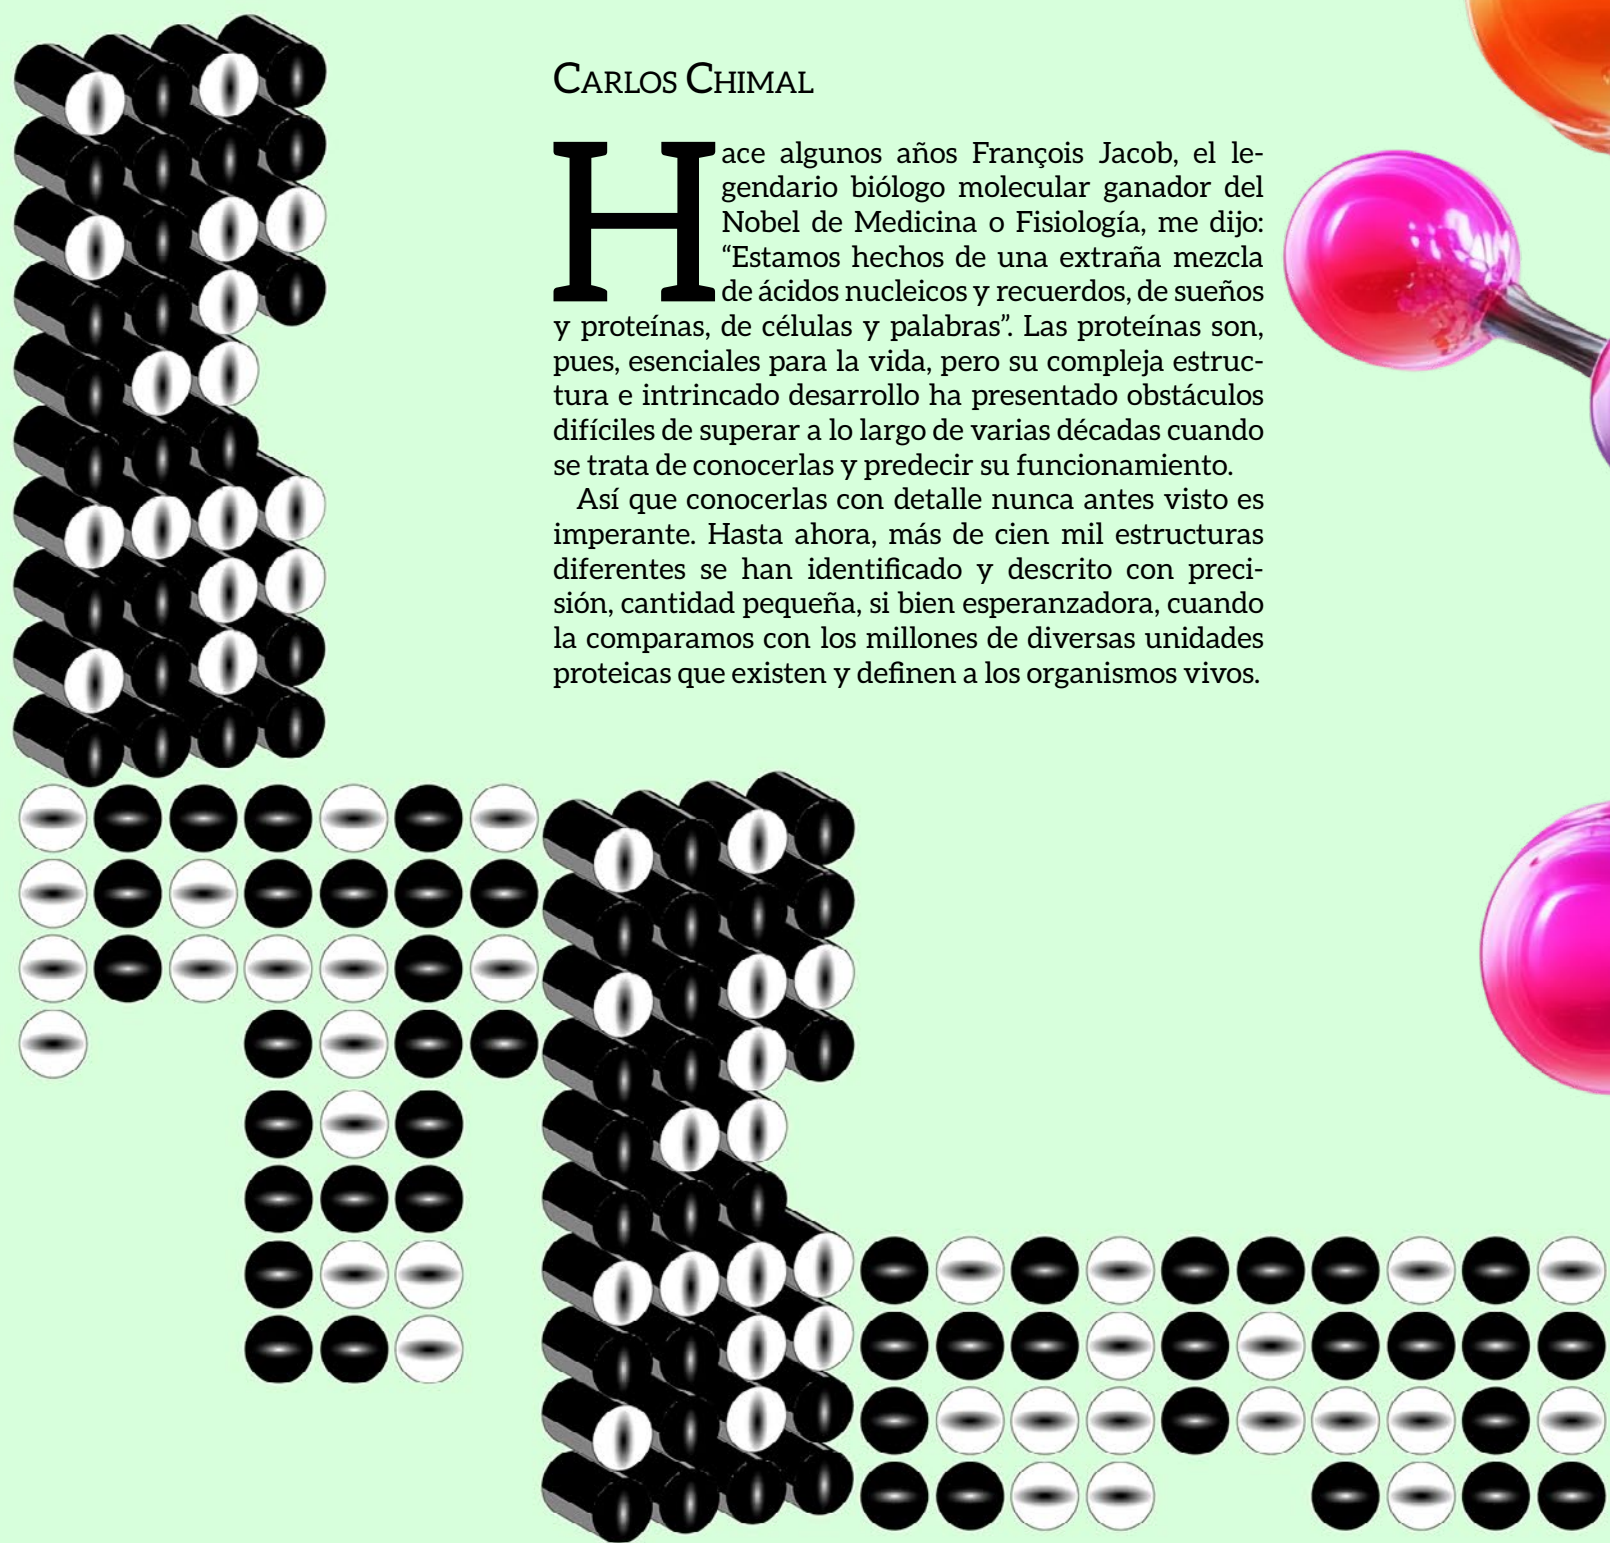 CARLOS CHIMAL
Hace algunos años François Jacob, el le-
gendario biólogo molecular ganador del
Nobel de Medicina o Fisiología, me dijo:
“Estamos hechos de una extraña mezcla
de ácidos nucleicos y recuerdos, de sueños
y proteínas, de células y palabras”. Las proteínas son,
pues, esenciales para la vida, pero su compleja estruc-
tura e intrincado desarrollo ha presentado obstáculos
difíciles de superar a lo largo de varias décadas cuando
se trata de conocerlas y predecir su funcionamiento.
Así que conocerlas con detalle nunca antes visto es
imperante. Hasta ahora, más de cien mil estructuras
diferentes se han identificado y descrito con preci-
sión, cantidad pequeña, si bien esperanzadora, cuando
la comparamos con los millones de diversas unidades
proteicas que existen y definen a los organismos vivos.